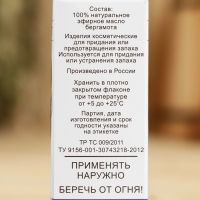 Состав:
100% натуральное
эфирное масло
бергамота
Изделия косметические
для придания или
предотвращения запаха
Используется для придания
или устранения запаха
Произведено в России
Хранить в плотно
закрытом флаконе
при температуре
от +5 до +25°С
Партия, дата
изготовления и срок
годности указаны
на этикетке
ТР ТС 009/2011
ТУ 9156-001-30743218-2012
ПРИМЕНЯТЬ
НАРУЖНО
БЕРЕЧЬ ОТ ОГНЯ!